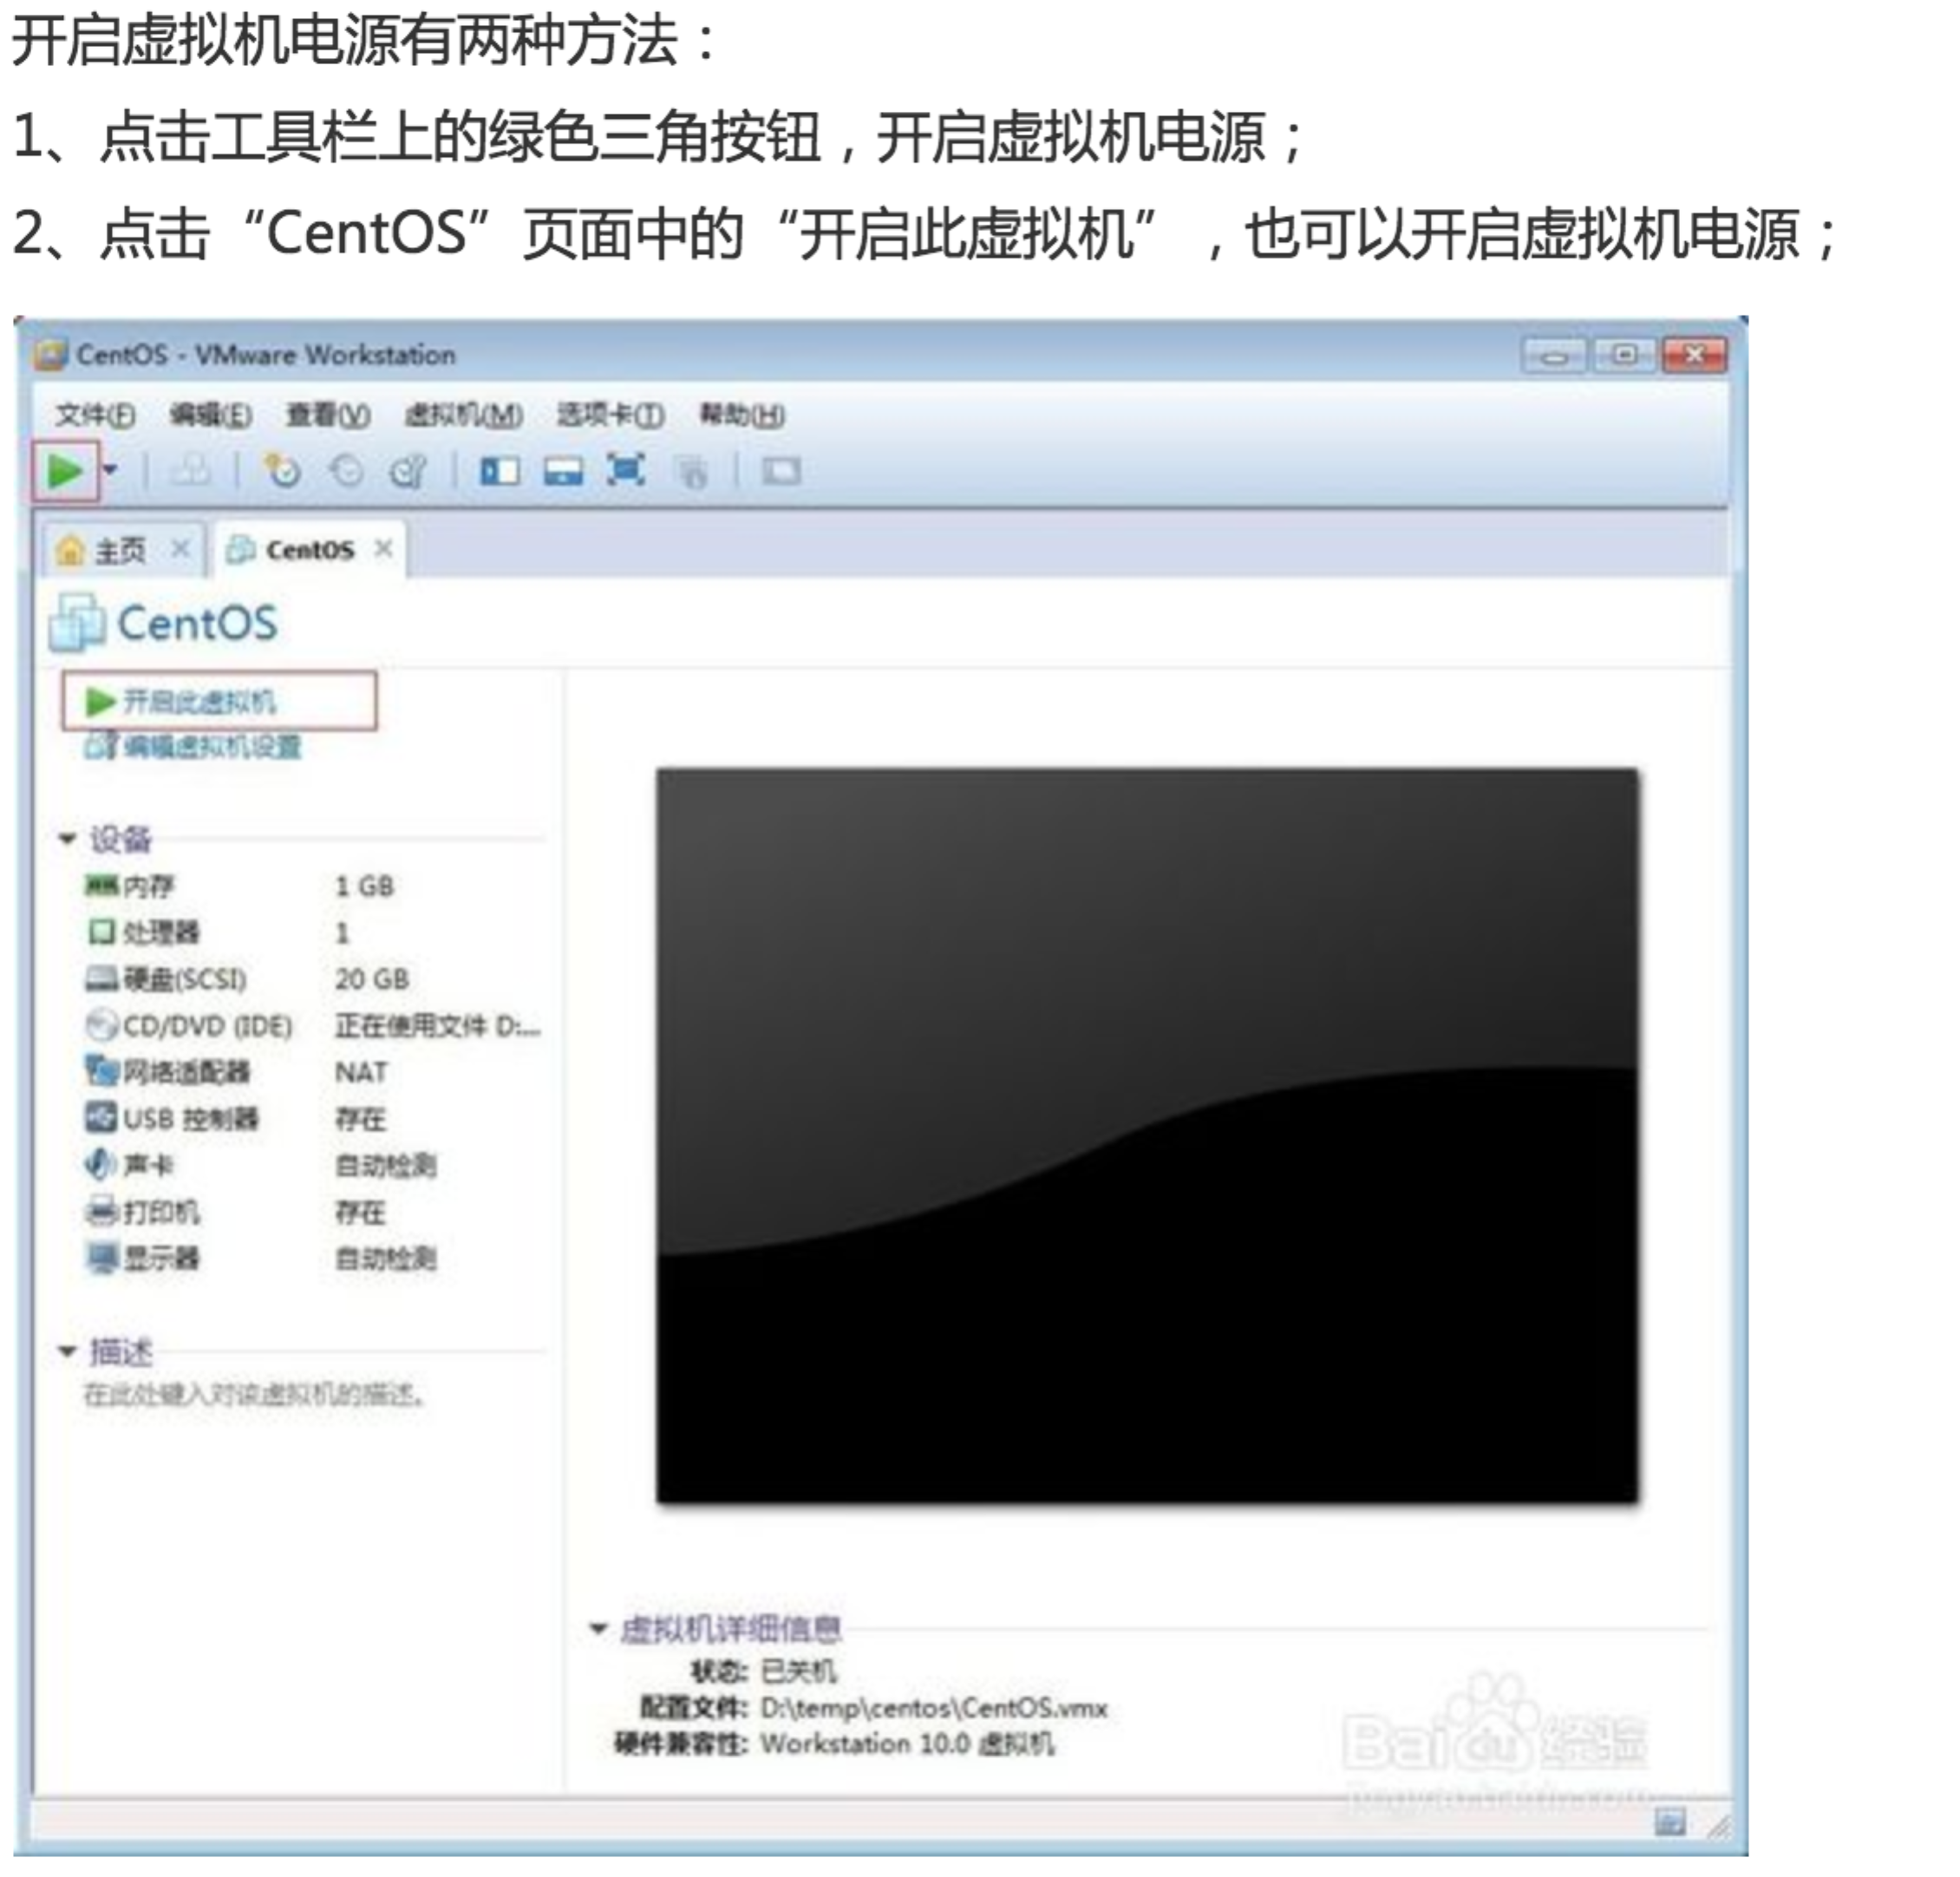 开启虚拟机电源有两种方法：
1、点击工具栏上的绿色三角按钮，开启虚拟机电源；
2、点击“CentOS”页面中的“开启此虚拟机”，也可以开启虚拟机电源；
CentOS - VMware Workstation
文件(F) 编辑(E) 查看(V) 虚拟机(M) 选项卡(T) 帮助(H)
主页 CentOS
CentOS
开启此虚拟机
编辑虚拟机设置
设备
内存 1 GB
处理器 1
硬盘(SCSI) 20 GB
CD/DVD (IDE) 正在使用文件 D:...
网络适配器 NAT
USB 控制器 存在
声卡 自动检测
打印机 存在
显示器 自动检测
描述
在此处键入对该虚拟机的描述。
虚拟机详细信息
状态: 已关机
配置文件: D:\temp\centos\CentOS.vmx
硬件兼容性: Workstation 10.0 虚拟机
Bai 经验